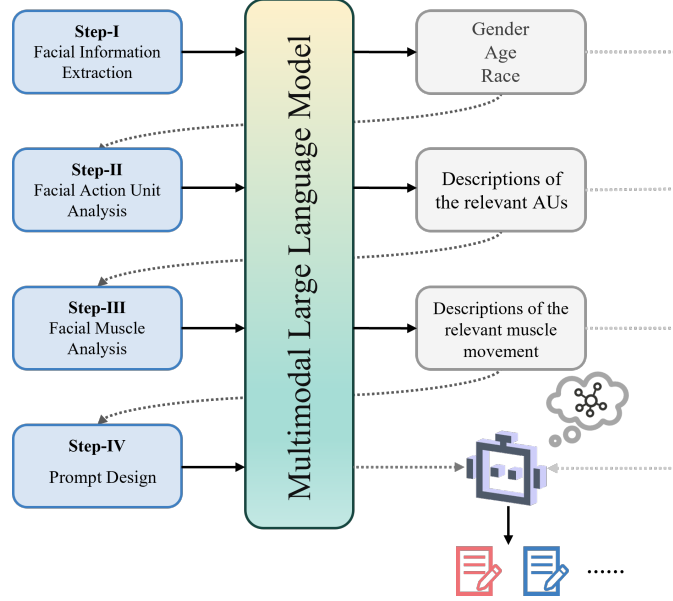 Step-I
Facial Information
Extraction
Gender
Age
Race
Step-II
Facial Action Unit
Analysis
Descriptions of
the relevant AUs
Step-III
Facial Muscle
Analysis
Descriptions of the
relevant muscle
movement
Step-IV
Prompt Design
Multimodal Large Language Model
......